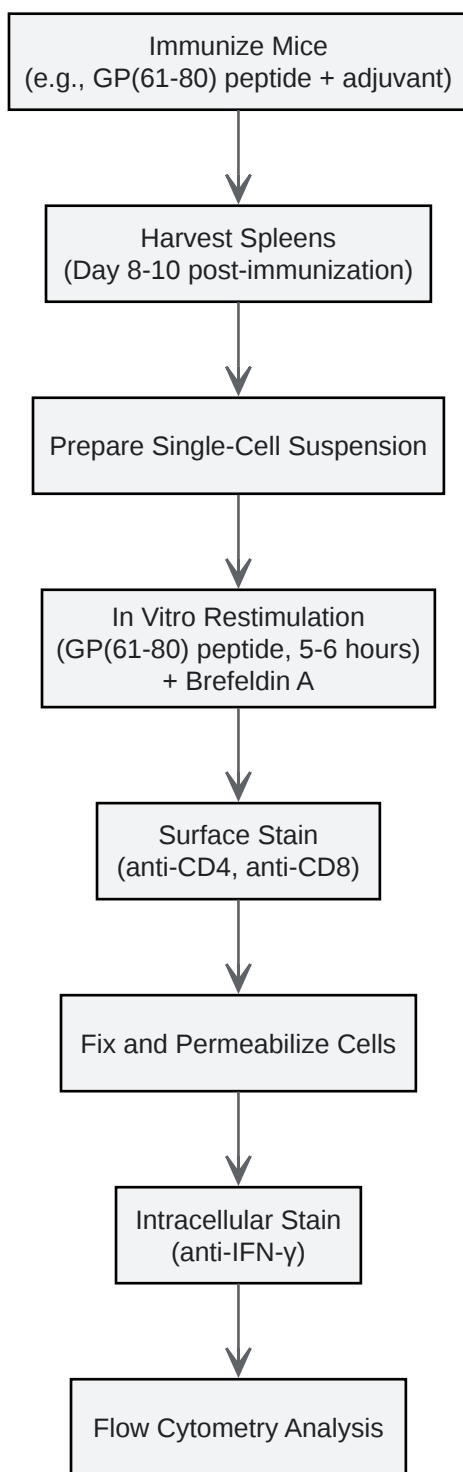 Immunize Mice
(e.g., GP(61-80) peptide + adjuvant)
Harvest Spleens
(Day 8-10 post-immunization)
Prepare Single-Cell Suspension
In Vitro Restimulation
(GP(61-80) peptide, 5-6 hours)
+ Brefeldin A
Surface Stain
(anti-CD4, anti-CD8)
Fix and Permeabilize Cells
Intracellular Stain
(anti-IFN-γ)
Flow Cytometry Analysis